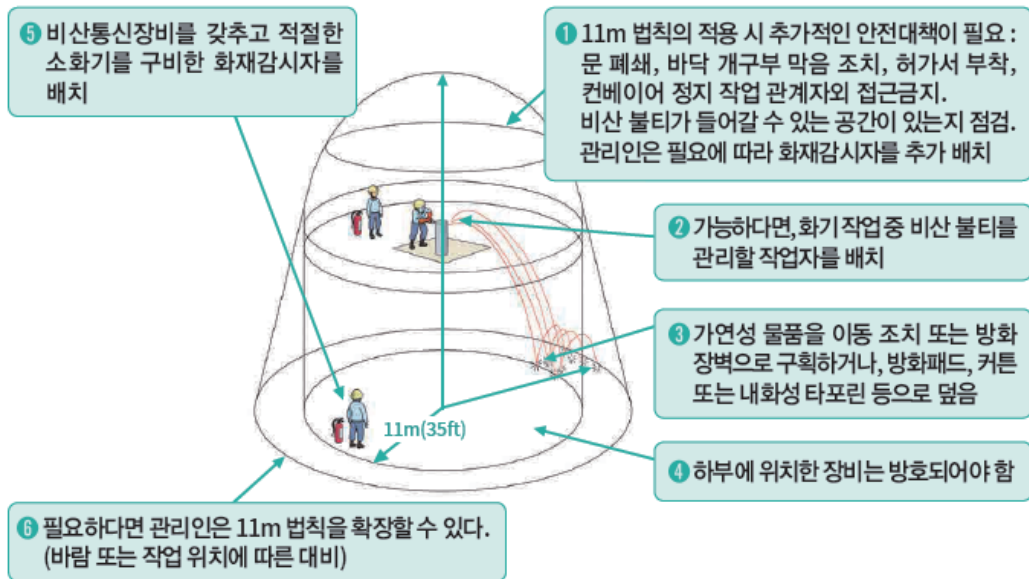 ❶ 11m 법칙의 적용 시 추가적인 안전대책이 필요 :
문 폐쇄, 바닥 개구부 막음 조치, 허가서 부착,
컨베이어 정지 작업 관계자외 접근금지.
비산 불티가 들어갈 수 있는 공간이 있는지 점검.
관리인은 필요에 따라 화재감시자를 추가 배치
❷ 가능하다면, 화기 작업 중 비산 불티를
관리할 작업자를 배치
❸ 가연성 물품을 이동 조치 또는 방화
장벽으로 구획하거나, 방화패드, 커튼
또는 내화성 타포린 등으로 덮음
❹ 하부에 위치한 장비는 방호되어야 함
❺ 비산통신장비를 갖추고 적절한
소화기를 구비한 화재감시자를
배치
11m(35ft)
❻ 필요하다면 관리인은 11m 법칙을 확장할 수 있다.
(바람 또는 작업 위치에 따른 대비)